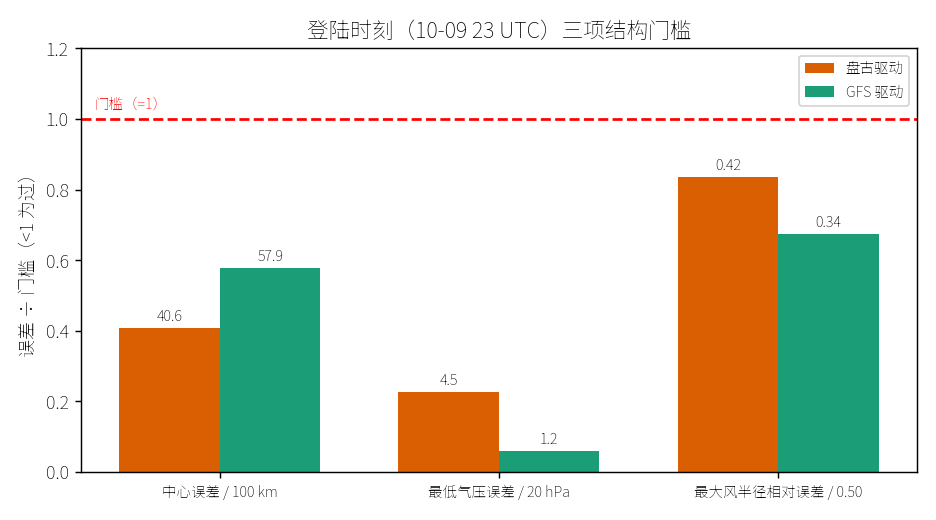 登陆时刻（10-09 23 UTC）三项结构门槛
误差 ÷ 门槛（<1 为过）
1.2
1.0
0.8
0.6
0.4
0.2
0.0
门槛（=1）
盘古驱动
GFS 驱动
40.6
57.9
4.5
1.2
0.42
0.34
中心误差 / 100 km
最低气压误差 / 20 hPa
最大风半径相对误差 / 0.50